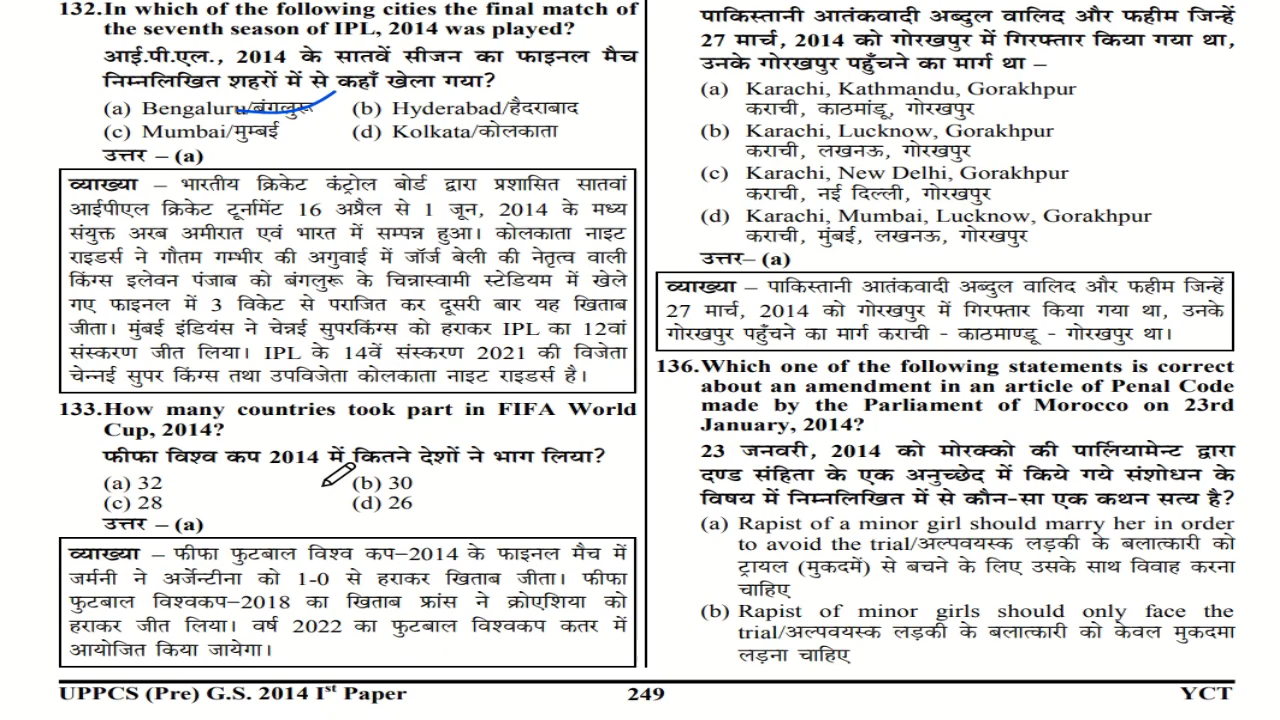 132.In which of the following cities the final match of
the seventh season of IPL, 2014 was played?
आई.पी.एल., 2014 के सातवें सीजन का फाइनल मैच
निम्नलिखित शहरों में से कहाँ खेला गया?
(a) Bengaluru/बंगलुरू (b) Hyderabad/हैदराबाद
(c) Mumbai/मुम्बई (d) Kolkata/कोलकाता
उत्तर – (a)
व्याख्या – भारतीय क्रिकेट कंट्रोल बोर्ड द्वारा प्रशासित सातवां
आईपीएल क्रिकेट टूर्नामेंट 16 अप्रैल से 1 जून, 2014 के मध्य
संयुक्त अरब अमीरात एवं भारत में सम्पन्न हुआ। कोलकाता नाइट
राइडर्स ने गौतम गम्भीर की अगुवाई में जॉर्ज बेली की नेतृत्व वाली
किंग्स इलेवन पंजाब को बंगलुरू के चिन्नास्वामी स्टेडियम में खेले
गए फाइनल में 3 विकेट से पराजित कर दूसरी बार यह खिताब
जीता। मुंबई इंडियंस ने चेन्नई सुपरकिंग्स को हराकर IPL का 12वां
संस्करण जीत लिया। IPL के 14वें संस्करण 2021 की विजेता
चेन्नई सुपर किंग्स तथा उपविजेता कोलकाता नाइट राइडर्स है।
133.How many countries took part in FIFA World
Cup, 2014?
फीफा विश्व कप 2014 में कितने देशों ने भाग लिया?
(a) 32 (b) 30
(c) 28 (d) 26
उत्तर – (a)
व्याख्या – फीफा फुटबाल विश्व कप–2014 के फाइनल मैच में
जर्मनी ने अर्जेन्टीना को 1-0 से हराकर खिताब जीता। फीफा
फुटबाल विश्वकप–2018 का खिताब फ्रांस ने क्रोएशिया को
हराकर जीत लिया। वर्ष 2022 का फुटबाल विश्वकप कतर में
आयोजित किया जायेगा।
पाकिस्तानी आतंकवादी अब्दुल वालिद और फहीम जिन्हें
27 मार्च, 2014 को गोरखपुर में गिरफ्तार किया गया था,
उनके गोरखपुर पहुँचने का मार्ग था –
(a) Karachi, Kathmandu, Gorakhpur
कराची, काठमांडू, गोरखपुर
(b) Karachi, Lucknow, Gorakhpur
कराची, लखनऊ, गोरखपुर
(c) Karachi, New Delhi, Gorakhpur
कराची, नई दिल्ली, गोरखपुर
(d) Karachi, Mumbai, Lucknow, Gorakhpur
कराची, मुंबई, लखनऊ, गोरखपुर
उत्तर– (a)
व्याख्या – पाकिस्तानी आतंकवादी अब्दुल वालिद और फहीम जिन्हें
27 मार्च, 2014 को गोरखपुर में गिरफ्तार किया गया था, उनके
गोरखपुर पहुँचने का मार्ग कराची - काठमाण्डू - गोरखपुर था।
136.Which one of the following statements is correct
about an amendment in an article of Penal Code
made by the Parliament of Morocco on 23rd
January, 2014?
23 जनवरी, 2014 को मोरक्को की पार्लियामेन्ट द्वारा
दण्ड संहिता के एक अनुच्छेद में किये गये संशोधन के
विषय में निम्नलिखित में से कौन-सा एक कथन सत्य है?
(a) Rapist of a minor girl should marry her in order
to avoid the trial/अल्पवयस्क लड़की के बलात्कारी को
ट्रायल (मुकदमें) से बचने के लिए उसके साथ विवाह करना
चाहिए
(b) Rapist of minor girls should only face the
trial/अल्पवयस्क लड़की के बलात्कारी को केवल मुकदमा
लड़ना चाहिए
UPPCS (Pre) G.S. 2014 Iˢᵗ Paper 249 YCT